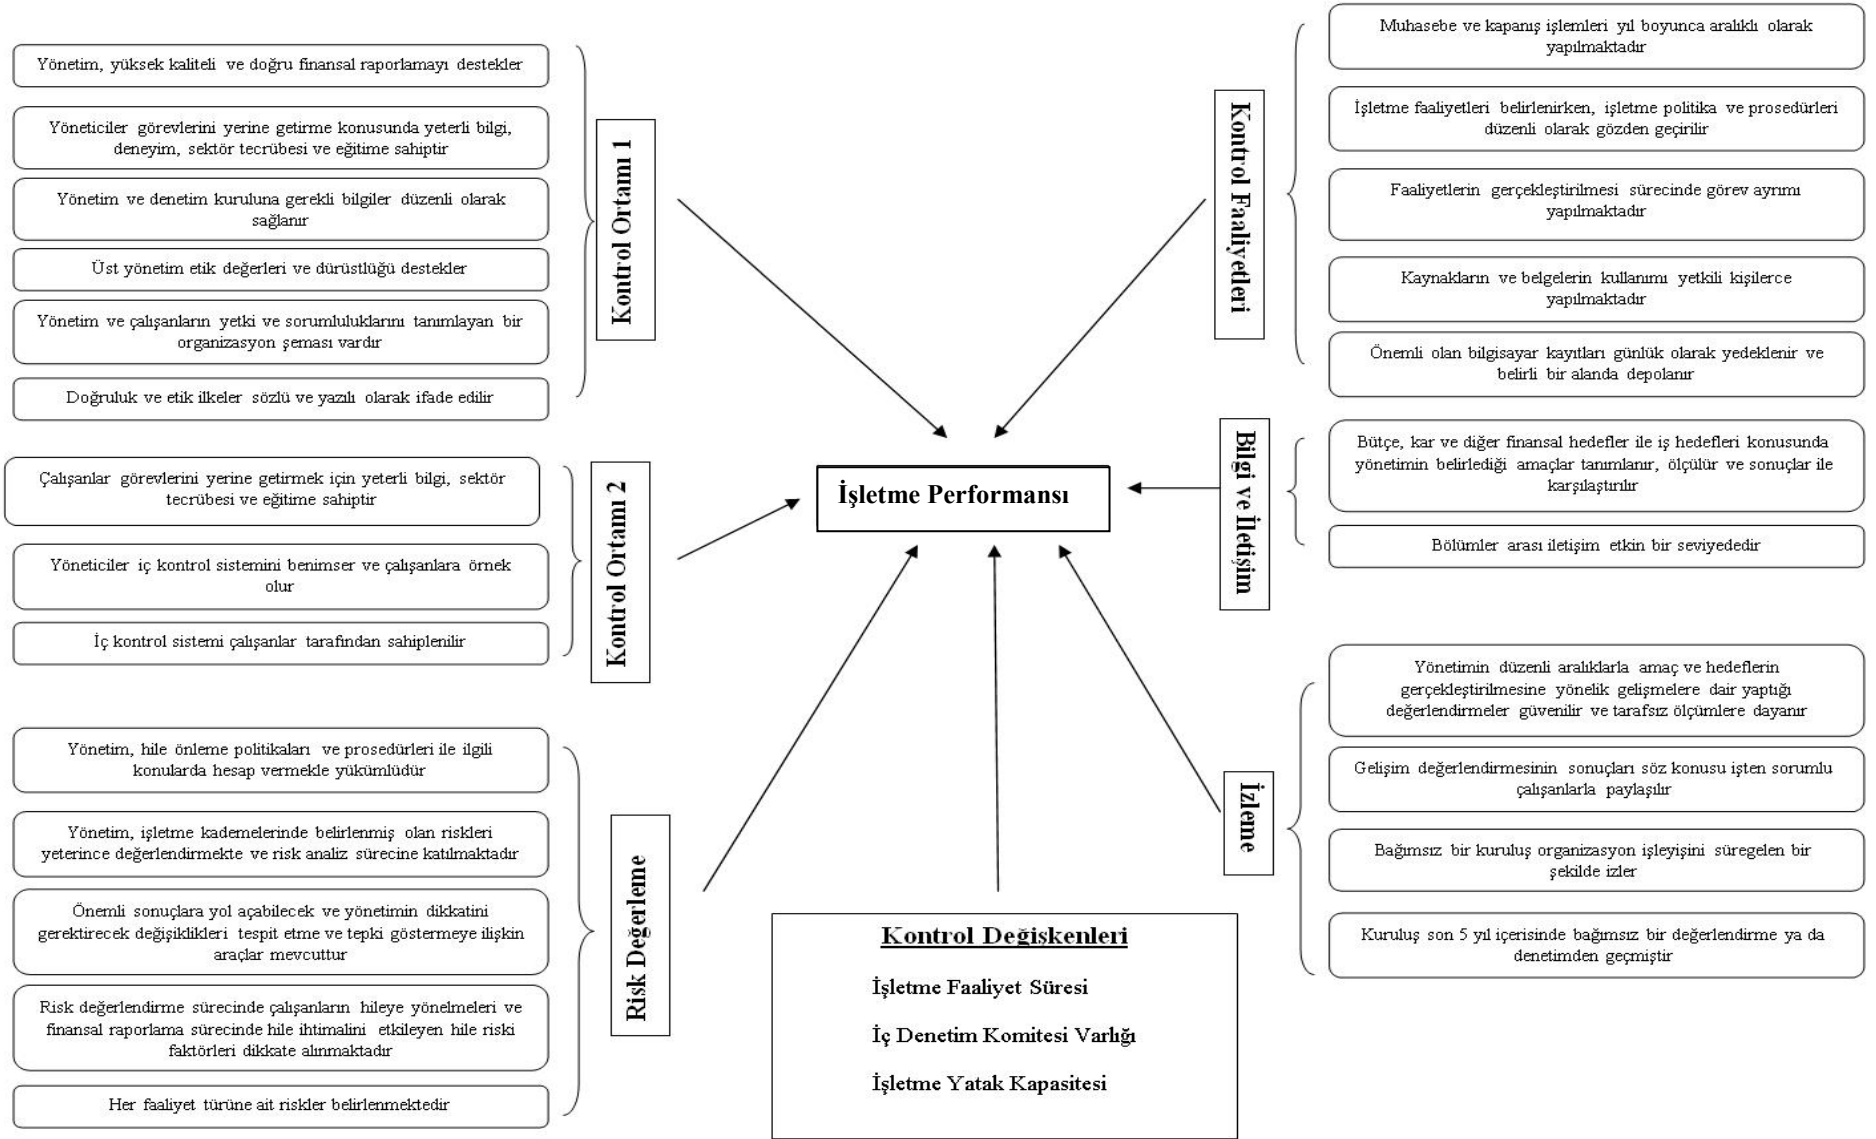 Yönetim, yüksek kaliteli ve doğru finansal raporlamayı destekler
Yöneticiler görevlerini yerine getirme konusunda yeterli bilgi,
deneyim, sektör tecrübesi ve eğitime sahiptir
Yönetim ve denetim kuruluna gerekli bilgiler düzenli olarak
sağlanır
Üst yönetim etik değerleri ve dürüstlüğü destekler
Yönetim ve çalışanların yetki ve sorumluluklarını tanımlayan bir
organizasyon şeması vardır
Doğruluk ve etik ilkeler sözlü ve yazılı olarak ifade edilir
Kontrol Ortamı 1
Çalışanlar görevlerini yerine getirmek için yeterli bilgi, sektör
tecrübesi ve eğitime sahiptir
Yöneticiler iç kontrol sistemini benimser ve çalışanlara örnek
olur
İç kontrol sistemi çalışanlar tarafından sahiplenilir
Kontrol Ortamı 2
Yönetim, hile önleme politikaları ve prosedürleri ile ilgili
konularda hesap vermekle yükümlüdür
Yönetim, işletme kademelerinde belirlenmiş olan riskleri
yeterince değerlendirmekte ve risk analiz sürecine katılmaktadır
Önemli sonuçlara yol açabilecek ve yönetimin dikkatini
gerektirecek değişiklikleri tespit etme ve tepki göstermeye ilişkin
araçlar mevcuttur
Risk değerlendirme sürecinde çalışanların hileye yönelmeleri ve
finansal raporlama sürecinde hile ihtimalini etkileyen hile riski
faktörleri dikkate alınmaktadır
Her faaliyet türüne ait riskler belirlenmektedir
Risk Değerleme
İşletme Performansı
Kontrol Değişkenleri
İşletme Faaliyet Süresi
İç Denetim Komitesi Varlığı
İşletme Yatak Kapasitesi
Kontrol Faaliyetleri
Muhasebe ve kapanış işlemleri yıl boyunca aralıklı olarak
yapılmaktadır
İşletme faaliyetleri belirlenirken, işletme politika ve prosedürleri
düzenli olarak gözden geçirilir
Faaliyetlerin gerçekleştirilmesi sürecinde görev ayrımı
yapılmaktadır
Kaynakların ve belgelerin kullanımı yetkili kişilerce
yapılmaktadır
Önemli olan bilgisayar kayıtları günlük olarak yedeklenir ve
belirli bir alanda depolanır
Bilgi ve İletişim
Bütçe, kar ve diğer finansal hedefler ile iş hedefleri konusunda
yönetimin belirlediği amaçlar tanımlanır, ölçülür ve sonuçlar ile
karşılaştırılır
Bölümler arası iletişim etkin bir seviyededir
İzleme
Yönetimin düzenli aralıklarla amaç ve hedeflerin
gerçekleştirilmesine yönelik gelişmelere dair yaptığı
değerlendirmeler güvenilir ve tarafsız ölçümlere dayanır
Gelişim değerlendirmesinin sonuçları söz konusu işten sorumlu
çalışanlarla paylaşılır
Bağımsız bir kuruluş organizasyon işleyişini süregelen bir
şekilde izler
Kuruluş son 5 yıl içerisinde bağımsız bir değerlendirme ya da
denetimden geçmiştir